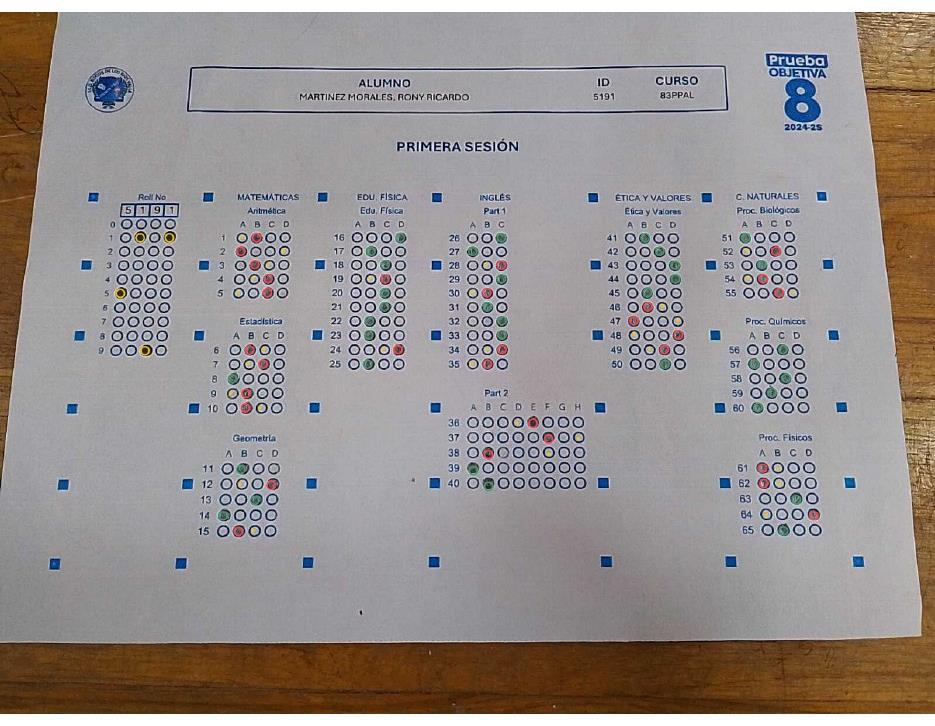 Prueba
OBJETIVA
8
2024-25
ALUMNO ID CURSO
MARTINEZ MORALES, RONY RICARDO 5191 83PPAL
PRIMERA SESIÓN
Roll No
5 1 9 1
0
1
2
3
4
5
6
7
8
9
MATEMÁTICAS
Aritmética
A B C D
1
2
3
4
5
Estadística
A B C D
6
7
8
9
10
Geometría
A B C D
11
12
13
14
15
EDU. FÍSICA
Edu. Física
A B C D
16
17
18
19
20
21
22
23
24
25
INGLÉS
Part 1
A B C
26
27
28
29
30
31
32
33
34
35
Part 2
A B C D E F G H
36
37
38
39
40
ÉTICA Y VALORES
Ética y Valores
A B C D
41
42
43
44
45
46
47
48
49
50
C. NATURALES
Proc. Biológicos
A B C D
51
52
53
54
55
Proc. Químicos
A B C D
56
57
58
59
60
Proc. Físicos
A B C D
61
62
63
64
65